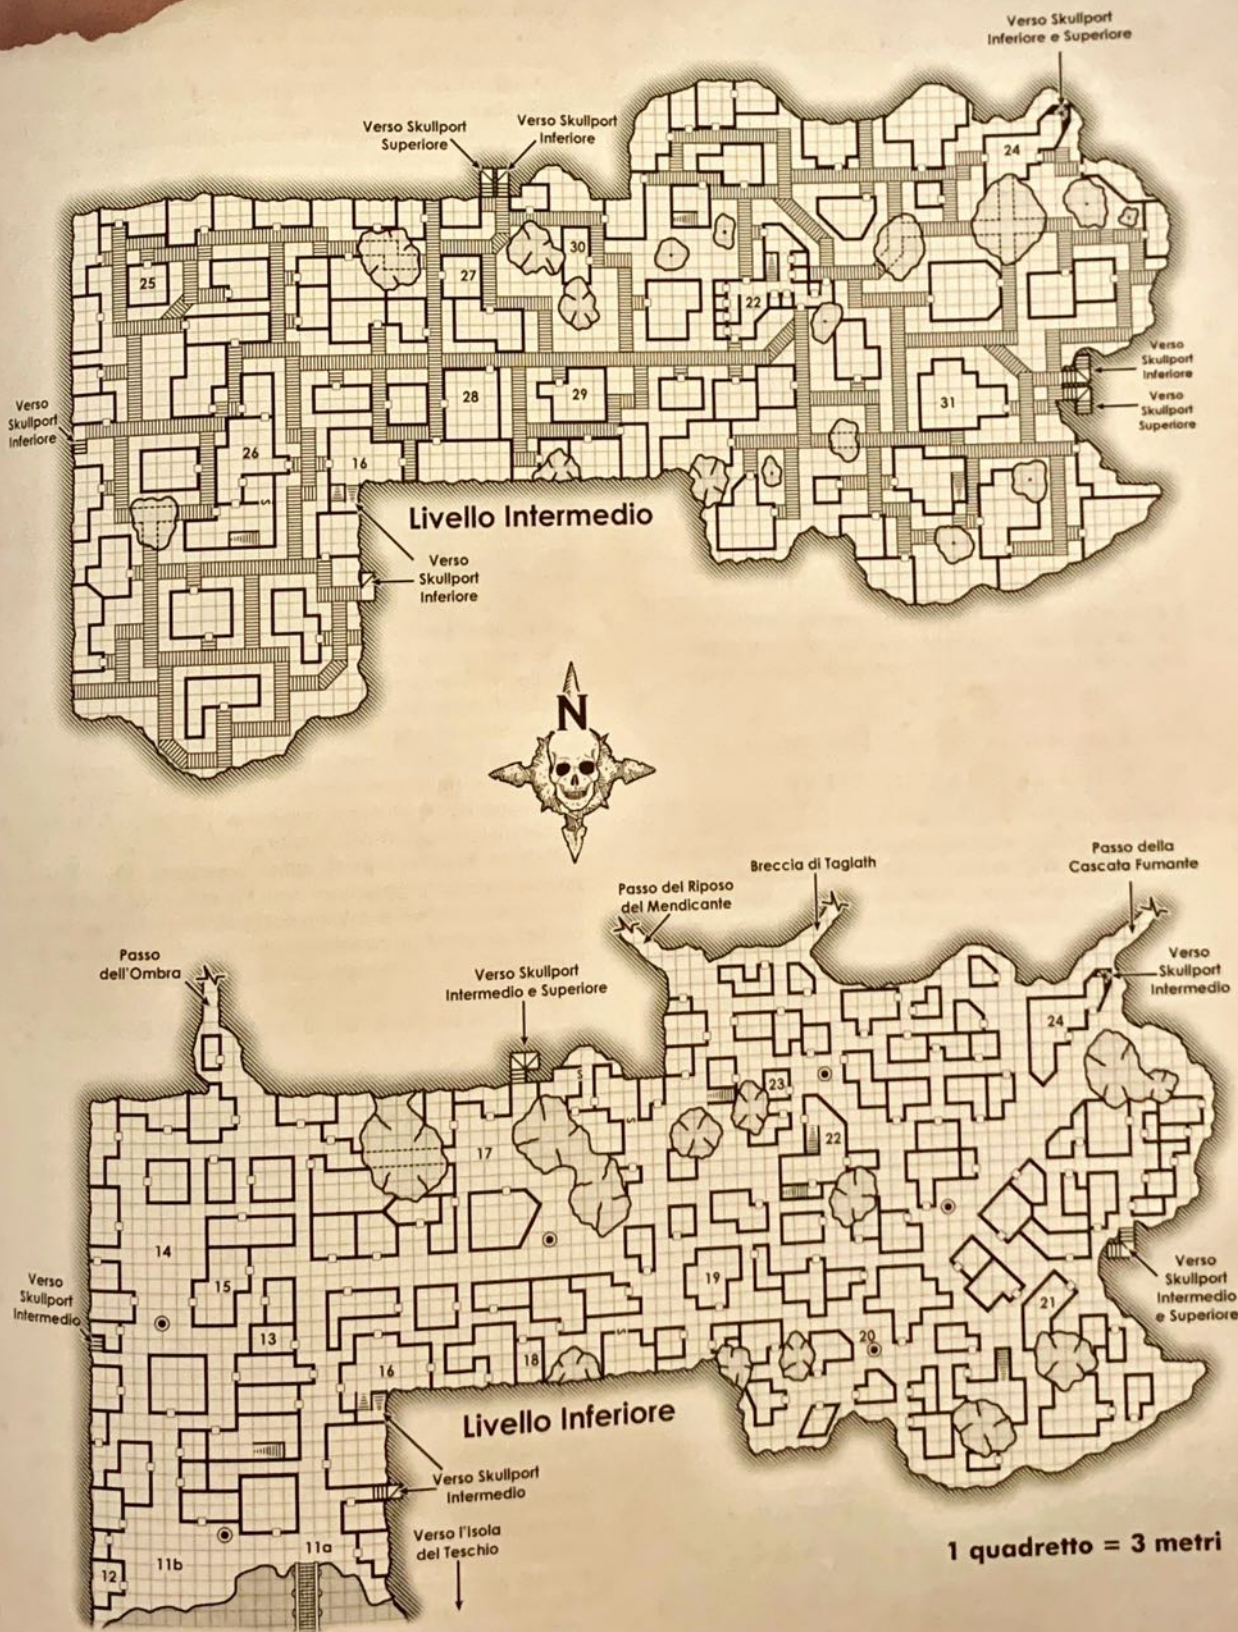 Verso Skullport
Inferiore e Superiore
Verso Skullport
Superiore
Verso Skullport
Inferiore
24
30
25
27
22
Verso
Skullport
Inferiore
Verso
Skullport
Superiore
28
29
31
Verso
Skullport
Inferiore
26
16
S
Livello Intermedio
Verso
Skullport
Inferiore
N
Passo della
Cascata Fumante
Breccia di Taglath
Passo del Riposo
del Mendicante
Passo
dell'Ombra
Verso Skullport
Intermedio e Superiore
Verso
Skullport
Intermedio
24
S
23
S
22
17
14
15
19
Verso
Skullport
Intermedio
e Superiore
Verso
Skullport
Intermedio
21
13
S
20
16
18
Livello Inferiore
Verso Skullport
Intermedio
Verso l'Isola
del Teschio
1 quadretto = 3 metri
11a
11b
12